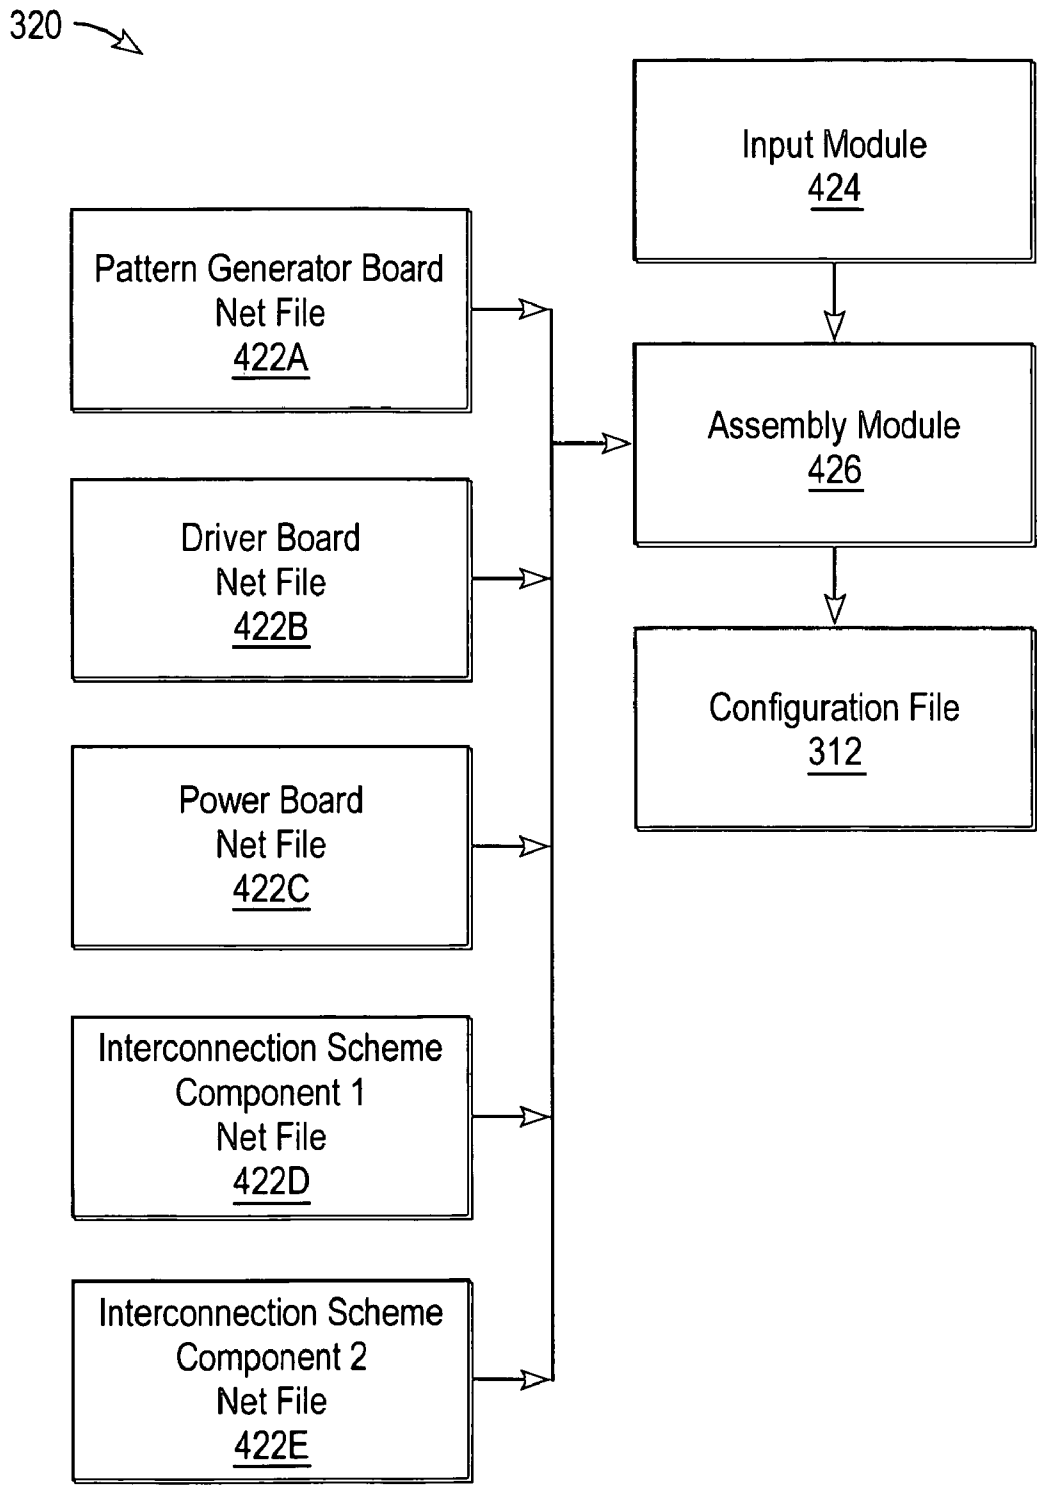 320
Input Module
424
Pattern Generator Board
Net File
422A
Assembly Module
426
Driver Board
Net File
422B
Configuration File
312
Power Board
Net File
422C
Interconnection Scheme
Component 1
Net File
422D
Interconnection Scheme
Component 2
Net File
422E